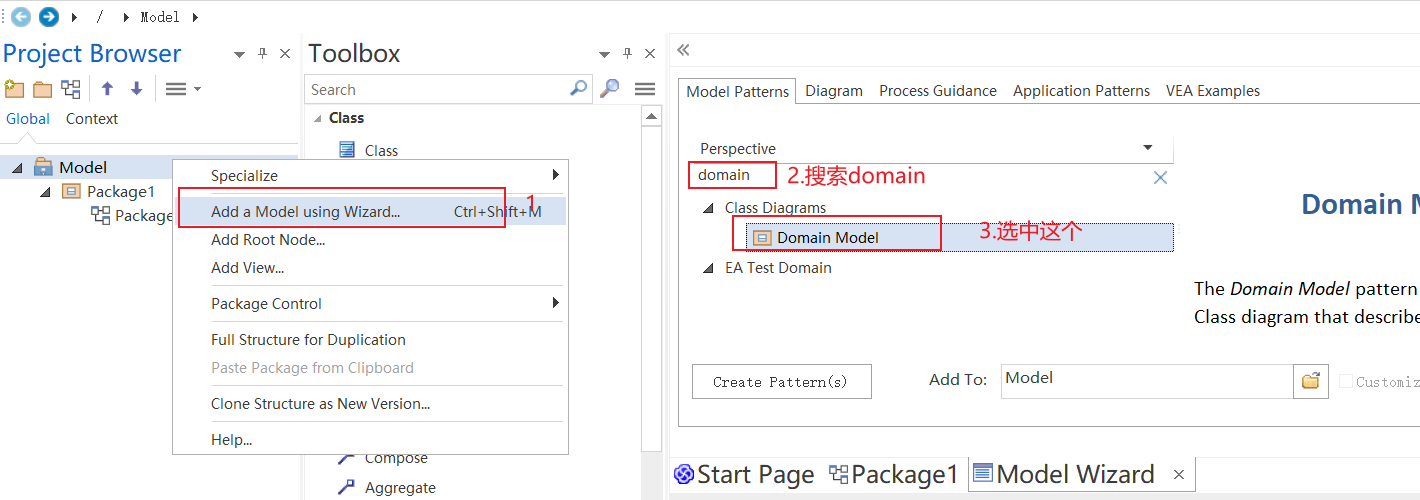 / Model
Project Browser
Global Context
Model
Package1
Package
Toolbox
Search
Class
Class
Specialize
Add a Model using Wizard... Ctrl+Shift+M
1
Add Root Node...
Add View...
Package Control
Full Structure for Duplication
Paste Package from Clipboard
Clone Structure as New Version...
Help...
Compose
Aggregate
Model Patterns Diagram Process Guidance Application Patterns VEA Examples
Perspective
domain 2.搜索domain
Class Diagrams
Domain Model 3.选中这个
EA Test Domain
Domain M
The Domain Model pattern
Class diagram that describe
Create Pattern(s) Add To: Model Customiz
Start Page Package1 Model Wizard